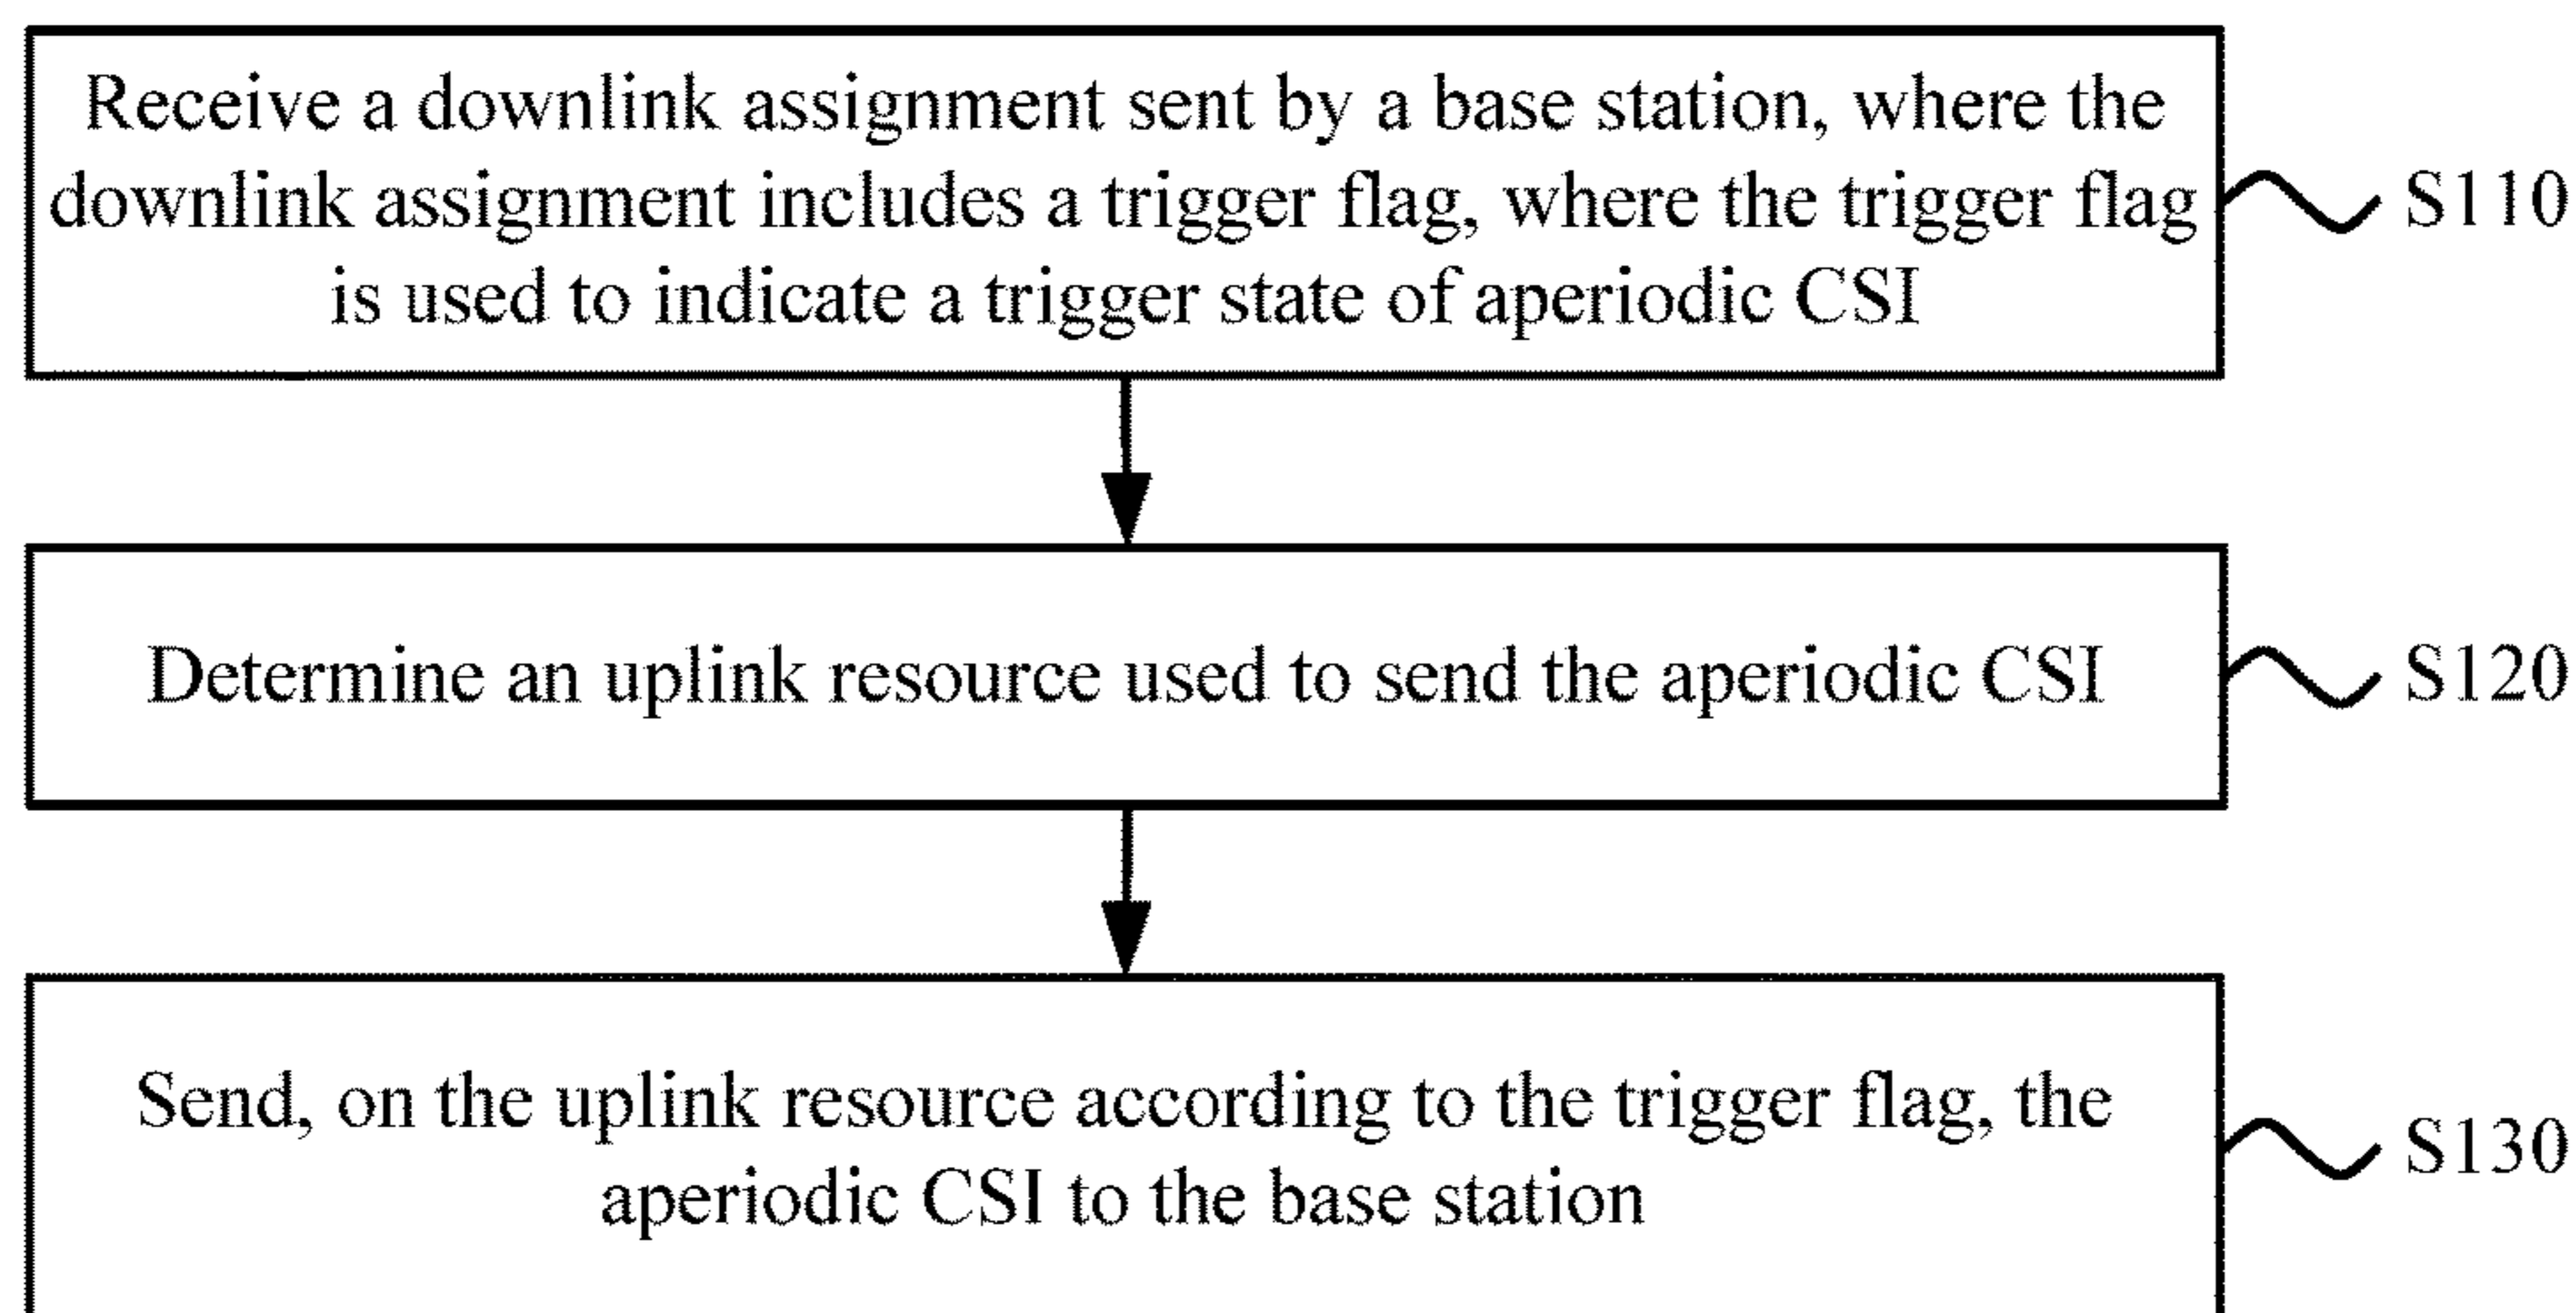 Receive a downlink assignment sent by a base station, where the
downlink assignment includes a trigger flag, where the trigger flag
is used to indicate a trigger state of aperiodic CSI
S110
Determine an uplink resource used to send the aperiodic CSI
S120
Send, on the uplink resource according to the trigger flag, the
aperiodic CSI to the base station
S130